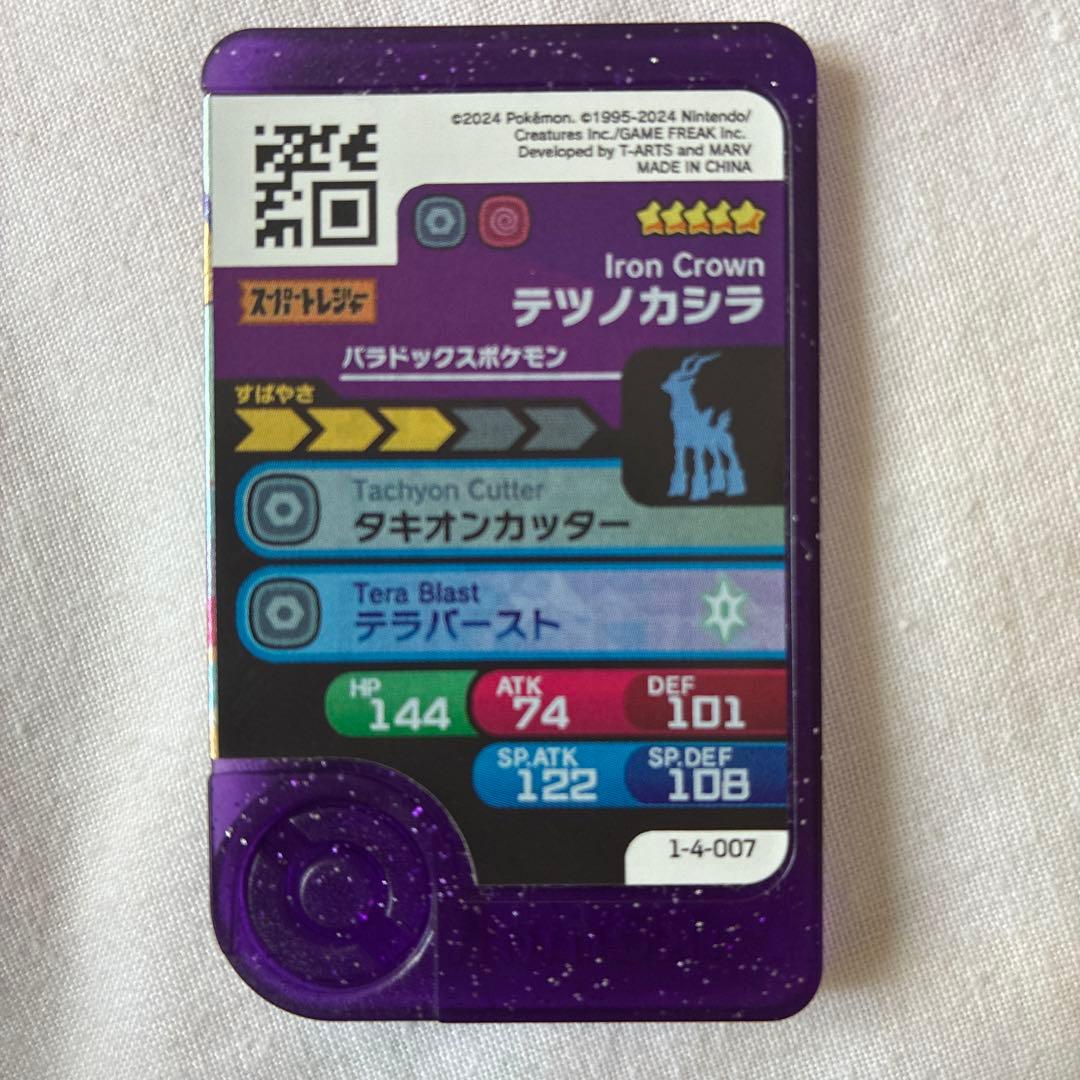 ©2024 Pokémon. ©1995-2024 Nintendo/
Creatures Inc./GAME FREAK inc.
Developed by T-ARTS and MARV
MADE IN CHINA
Iron Crown
スーパートレジャー
テツノカシラ
パラドックスポケモン
すばやさ
Tachyon Cutter
タキオンカッター
Tera Blast
テラバースト
HP
144
ATK
74
DEF
101
SP.ATK
122
SP.DEF
108
1-4-007